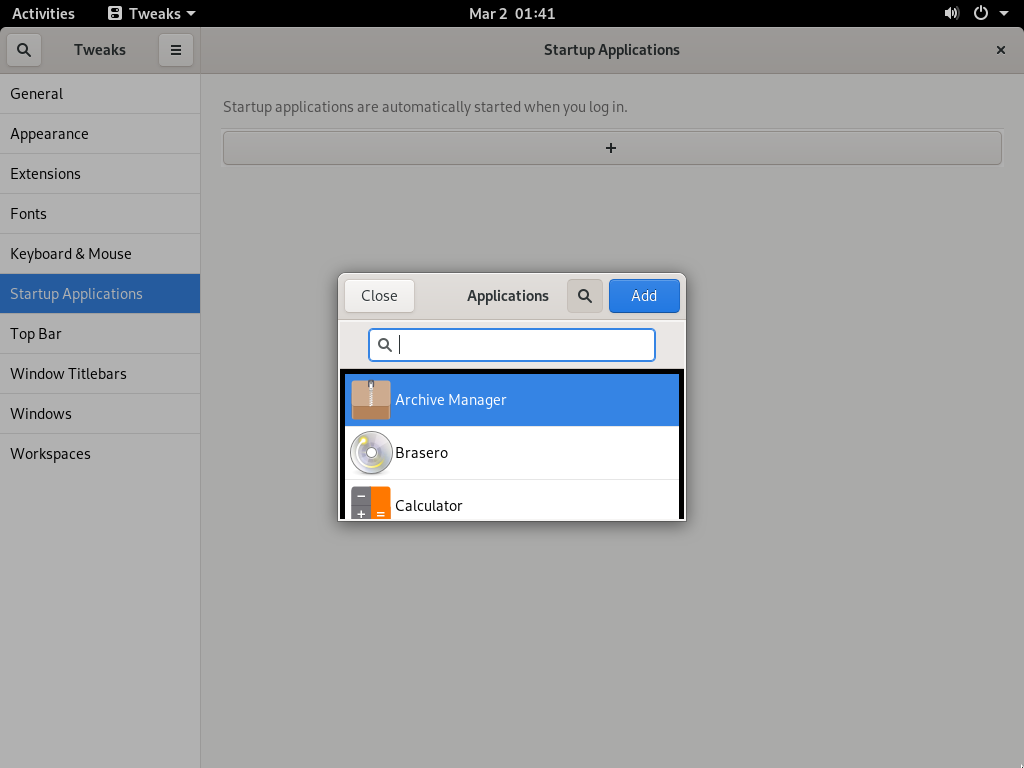 Activities Tweaks Mar 2 01:41
Tweaks Startup Applications
General
Appearance
Extensions
Fonts
Keyboard & Mouse
Startup Applications
Top Bar
Window Titlebars
Windows
Workspaces
Startup applications are automatically started when you log in.
Close Applications Add
Archive Manager
Brasero
Calculator